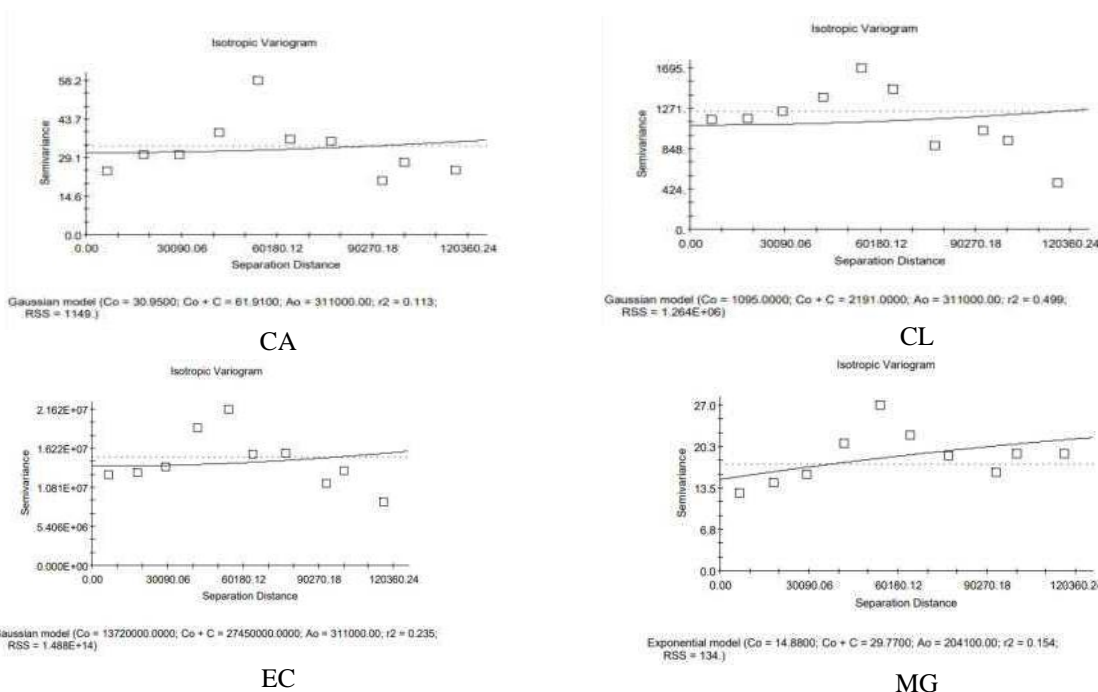 Isotropic Variogram
58.2
43.7
29.1
14.6
0.0
Semivariance
0.00 30090.06 60180.12 90270.18 120360.24
Separation Distance
Gaussian model (Co = 30.9500; Co + C = 61.9100; Ao = 311000.00; r2 = 0.113;
RSS = 1149.)
CA
Isotropic Variogram
1695.
1271.
848.
424.
0.
Semivariance
0.00 30090.06 60180.12 90270.18 120360.24
Separation Distance
Gaussian model (Co = 1095.0000; Co + C = 2191.0000; Ao = 311000.00; r2 = 0.499;
RSS = 1.264E+06)
CL
Isotropic Variogram
2.162E+07
1.622E+07
1.081E+07
5.406E+06
0.000E+00
Semivariance
0.00 30090.06 60180.12 90270.18 120360.24
Separation Distance
aussian model (Co = 13720000.0000; Co + C = 27450000.0000; Ao = 311000.00; r2 = 0.235;
RSS = 1.488E+14)
EC
Isotropic Variogram
27.0
20.3
13.5
6.8
0.0
Semivariance
0.00 30090.06 60180.12 90270.18 120360.24
Separation Distance
Exponential model (Co = 14.8800; Co + C = 29.7700; Ao = 204100.00; r2 = 0.154;
RSS = 134.)
MG